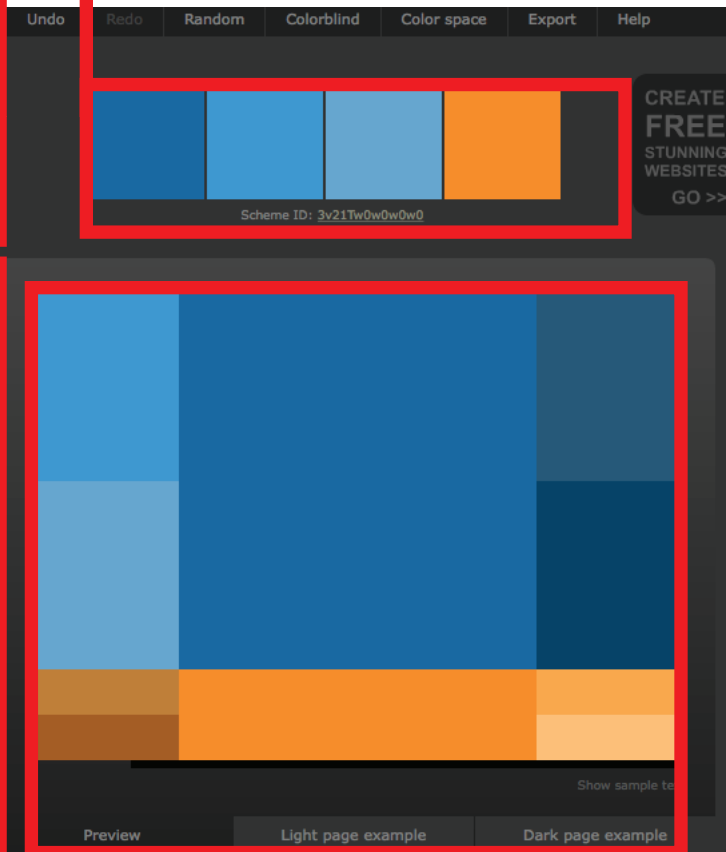 Undo Redo Random Colorblind Color space Export Help
CREATE
FREE
STUNNING
WEBSITES
GO >>
Scheme ID: 3v21Tw0w0w0w0
Show sample te
Preview Light page example Dark page example